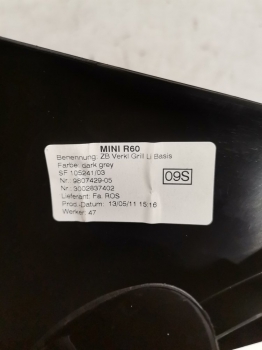 MINI R60
Benennung: ZB Verkl Grill Li Basis
Farbe: dark grey
SF 105241/03
Nr.: 9807429-05
Nr.: 3002637402
Lieferant: Fa. ROS
Prod.-Datum: 13/05/11 15:16
Werker: 47
09S